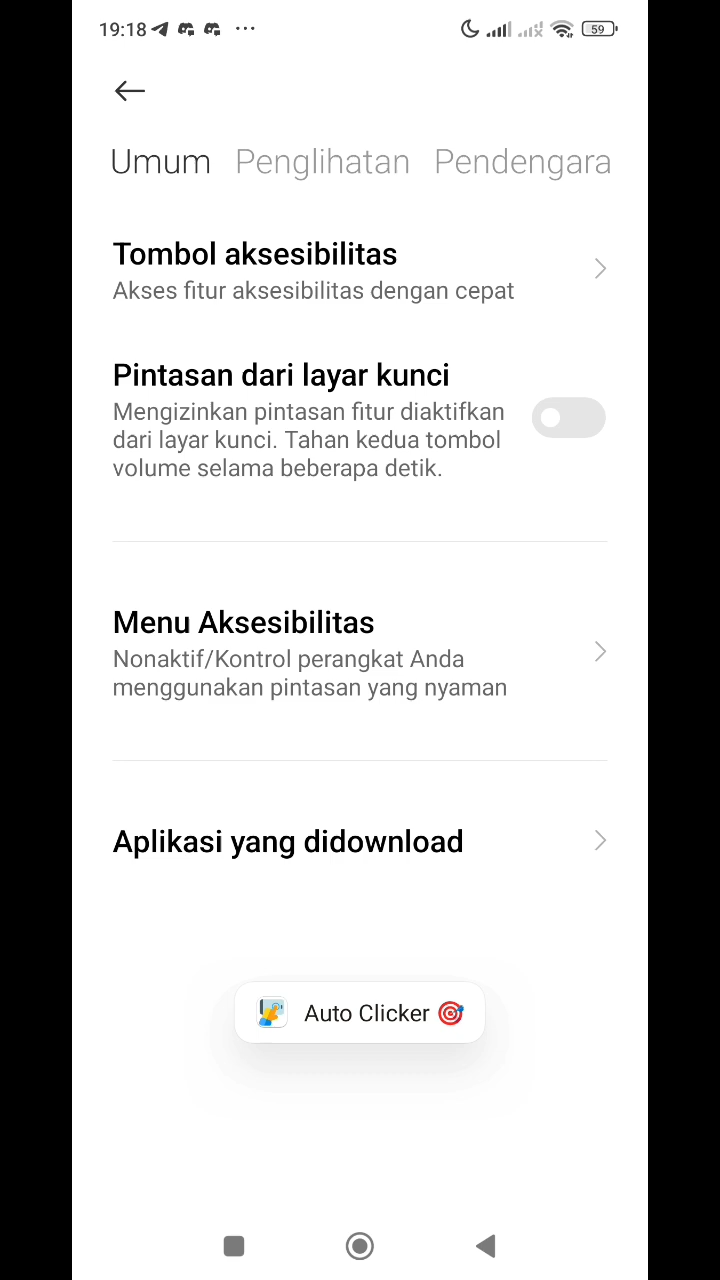 19:18
59
Umum Penglihatan Pendengara
Tombol aksesibilitas
Akses fitur aksesibilitas dengan cepat
Pintasan dari layar kunci
Mengizinkan pintasan fitur diaktifkan
dari layar kunci. Tahan kedua tombol
volume selama beberapa detik.
Menu Aksesibilitas
Nonaktif/Kontrol perangkat Anda
menggunakan pintasan yang nyaman
Aplikasi yang didownload
Auto Clicker 🎯